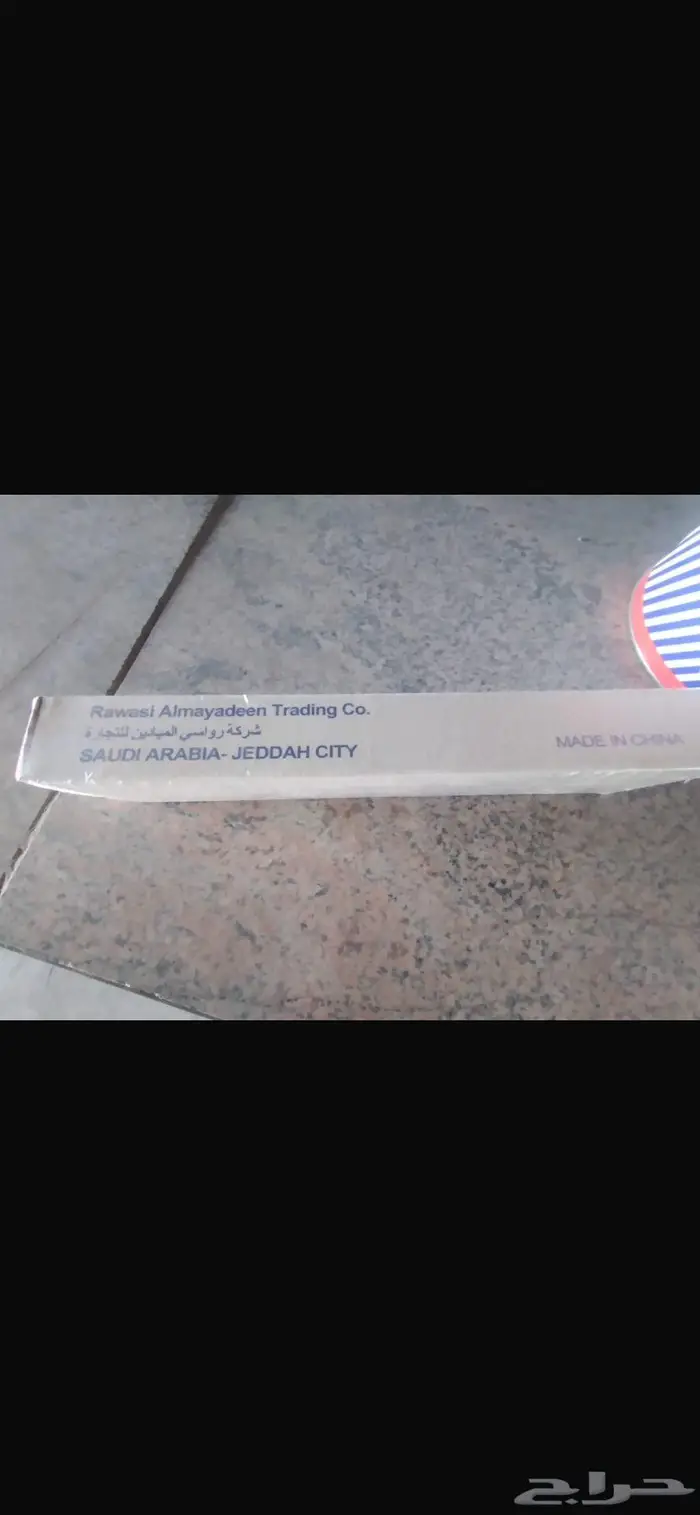 Rawasi Almayadeen Trading Co.
شركة رواسي الميادين للتجارة
SAUDI ARABIA- JEDDAH CITY
MADE IN CHINA
حراج